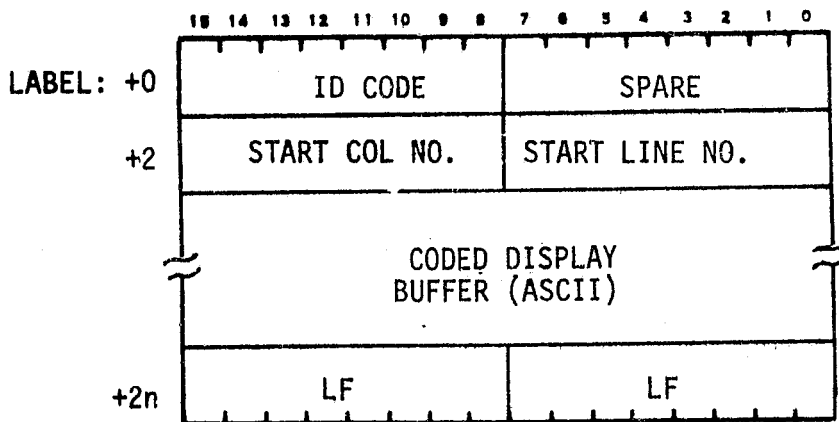 15 14 13 12 11 10 9 8 7 6 5 4 3 2 1 0
LABEL: +0 ID CODE SPARE
+2 START COL NO. START LINE NO.
CODED DISPLAY
BUFFER (ASCII)
+2n LF LF